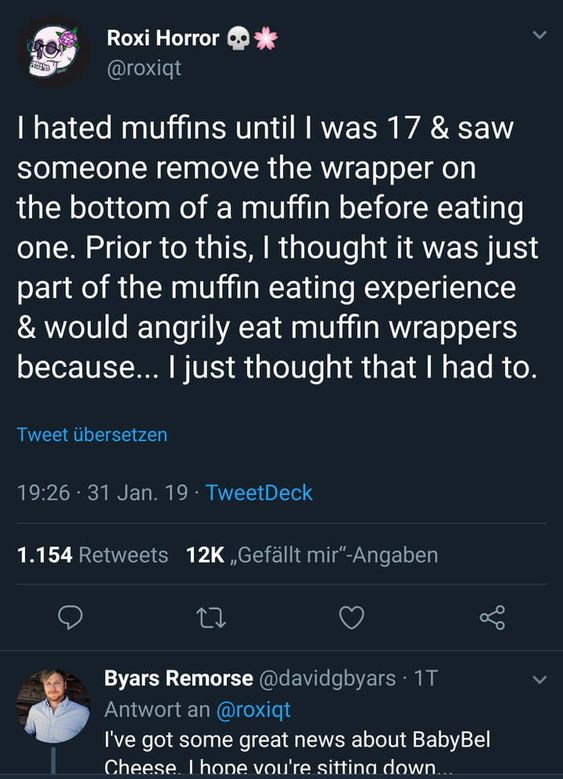 Roxi Horror 💀🌸
@roxiqt
I hated muffins until I was 17 & saw
someone remove the wrapper on
the bottom of a muffin before eating
one. Prior to this, I thought it was just
part of the muffin eating experience
& would angrily eat muffin wrappers
because... I just thought that I had to.
Tweet übersetzen
19:26 · 31 Jan. 19 · TweetDeck
1.154 Retweets 12K „Gefällt mir“-Angaben
Byars Remorse @davidgbyars · 1T
Antwort an @roxiqt
I've got some great news about BabyBel
Cheese. I hope you're sitting down...